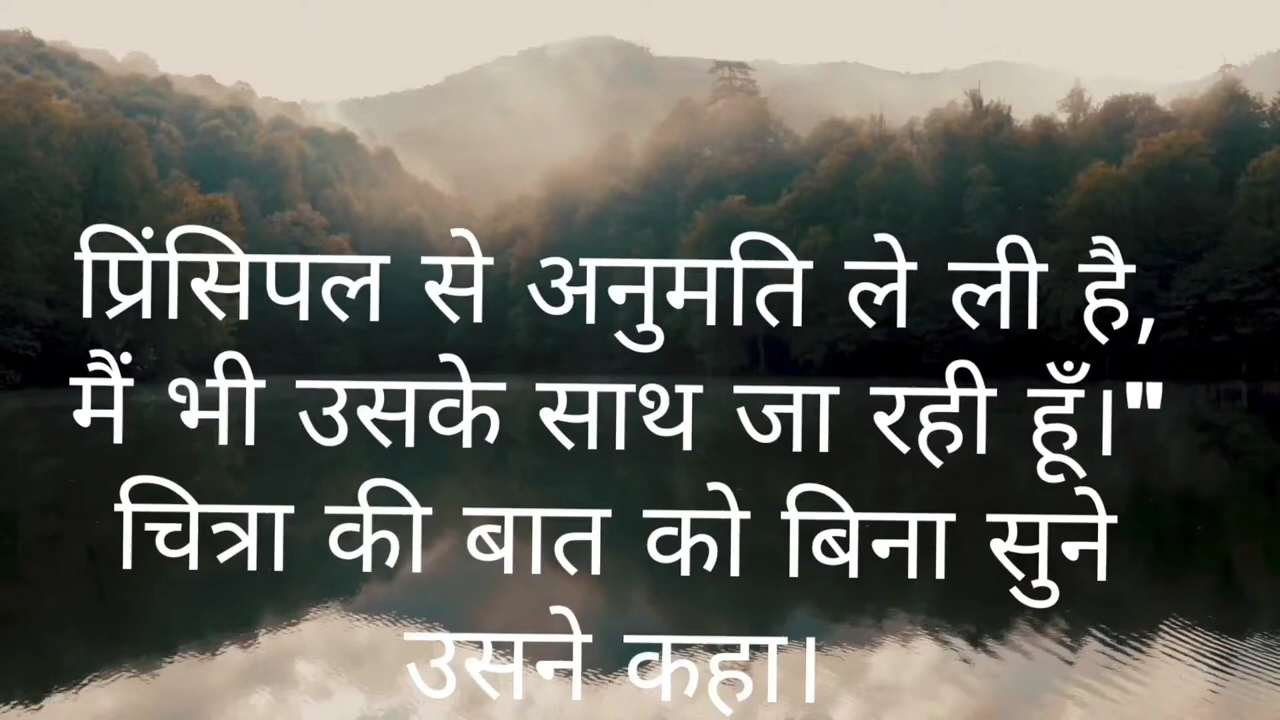 प्रिंसिपल से अनुमति ले ली है,
मैं भी उसके साथ जा रही हूँ।"
चित्रा की बात को बिना सुने
उसने कहा।